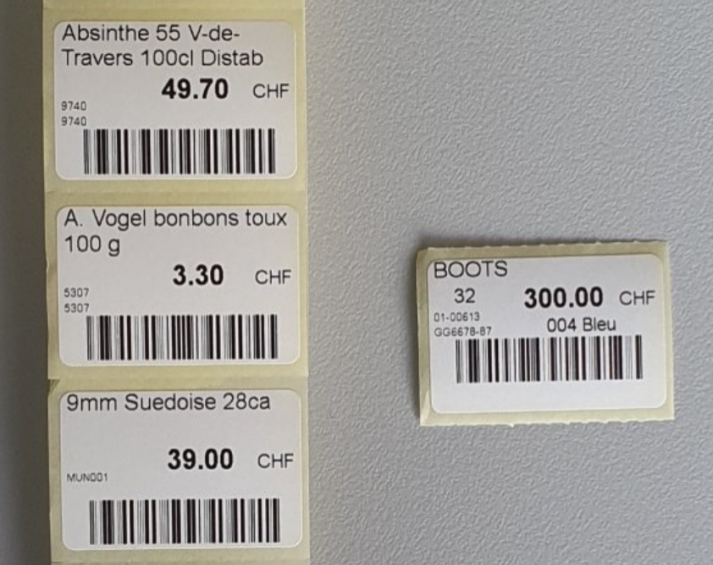 Absinthe 55 V-de-
Travers 100cl Distab
49.70 CHF
9740
9740
A. Vogel bonbons toux
100 g
3.30 CHF
5307
5307
9mm Suedoise 28ca
39.00 CHF
MUN001
BOOTS
32 300.00 CHF
01-00613
GG6678-87 004 Bleu